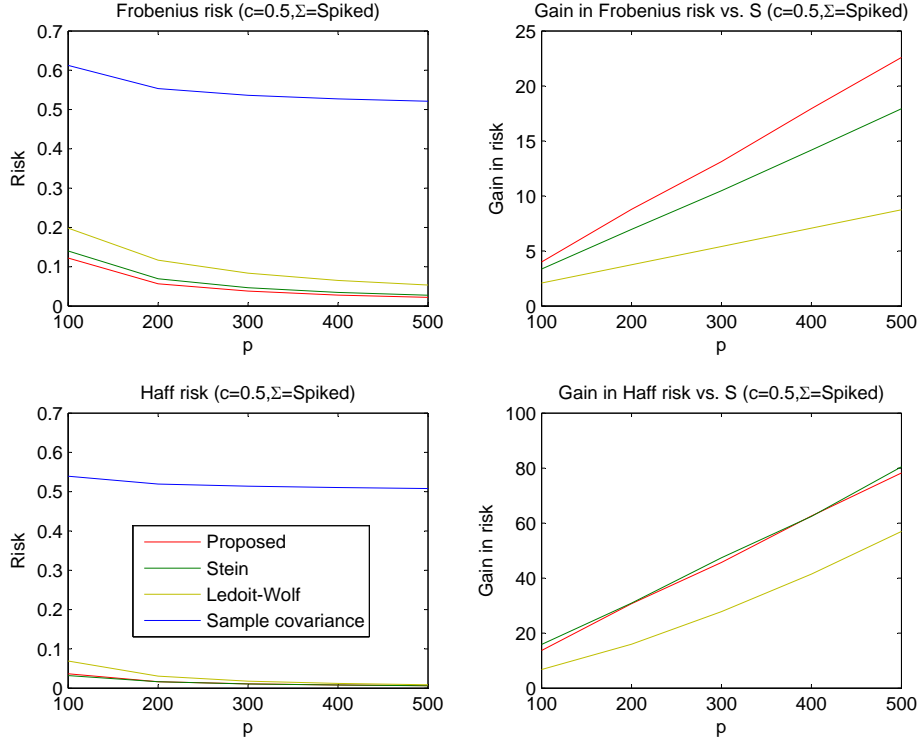 Frobenius risk (c=0.5,Σ=Spiked)
0.7
0.6
0.5
0.4
0.3
0.2
0.1
0
Risk
100 200 300 400 500
p
Gain in Frobenius risk vs. S (c=0.5,Σ=Spiked)
25
20
15
10
5
0
Gain in risk
100 200 300 400 500
p
Haff risk (c=0.5,Σ=Spiked)
0.7
0.6
0.5
0.4
0.3
0.2
0.1
0
Risk
Proposed
Stein
Ledoit-Wolf
Sample covariance
100 200 300 400 500
p
Gain in Haff risk vs. S (c=0.5,Σ=Spiked)
100
80
60
40
20
0
Gain in risk
100 200 300 400 500
p